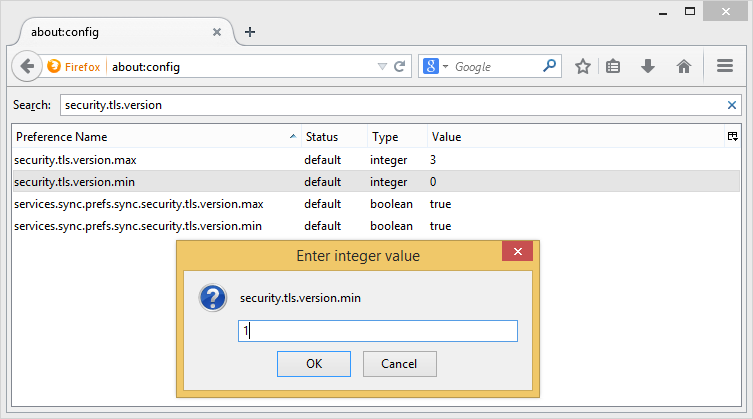 about:config
Firefox about:config Google
Search: security.tls.version
Preference Name Status Type Value
security.tls.version.max default integer 3
security.tls.version.min default integer 0
services.sync.prefs.sync.security.tls.version.max default boolean true
services.sync.prefs.sync.security.tls.version.min default boolean true
Enter integer value
security.tls.version.min
1
OK Cancel